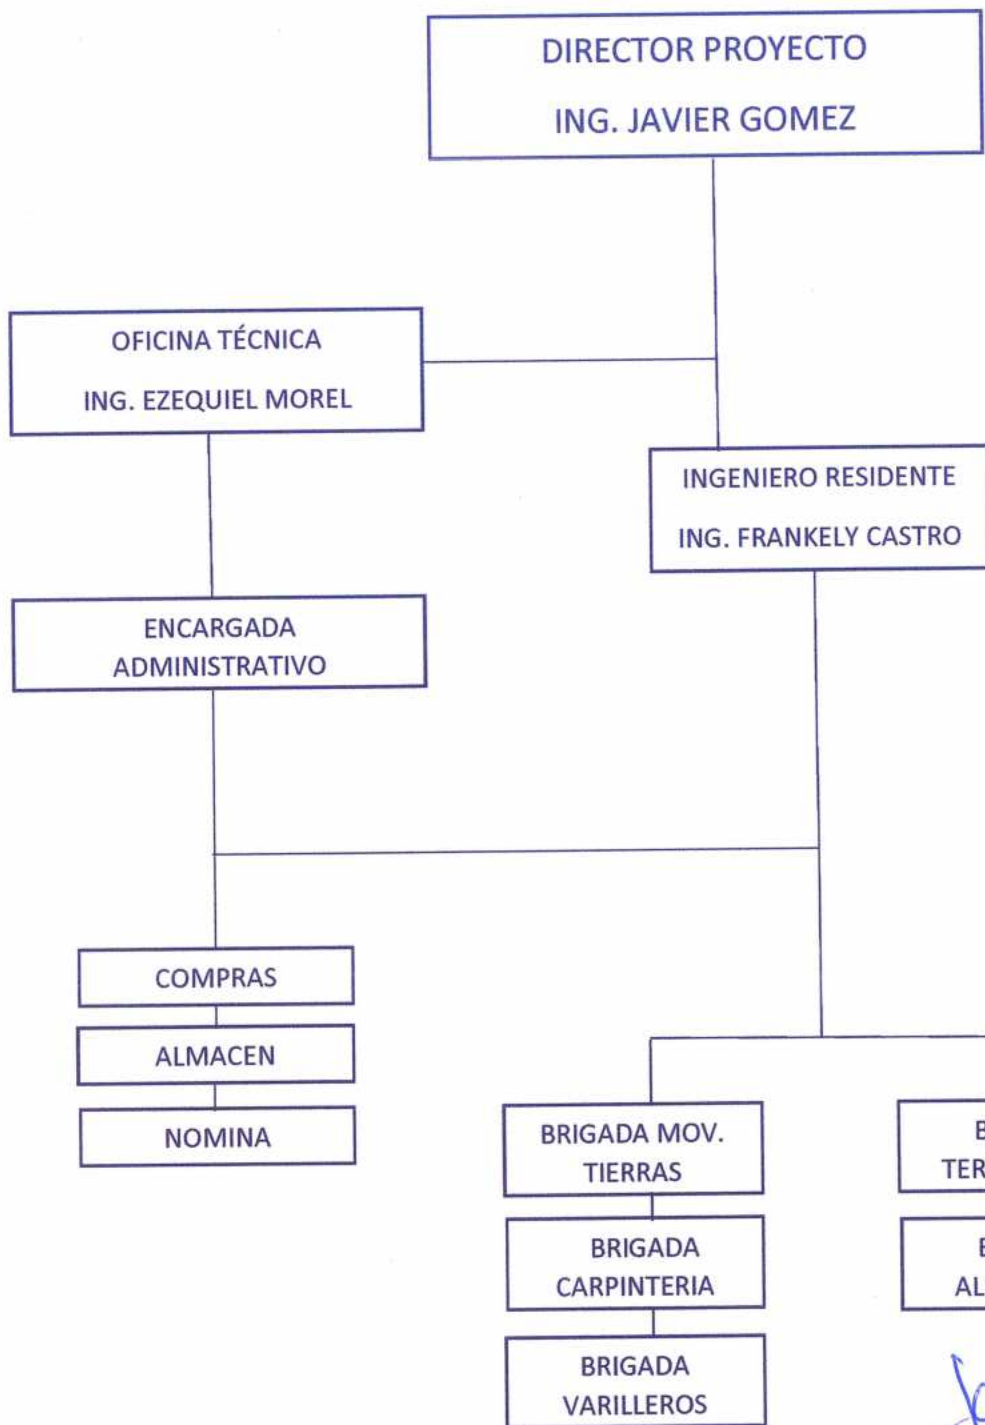 DIRECTOR PROYECTO
ING. JAVIER GOMEZ
OFICINA TÉCNICA
ING. EZEQUIEL MOREL
INGENIERO RESIDENTE
ING. FRANKELY CASTRO
ENCARGADA
ADMINISTRATIVO
COMPRAS
ALMACEN
NOMINA
BRIGADA MOV.
TIERRAS
BRIGADA
CARPINTERIA
BRIGADA
VARILLEROS